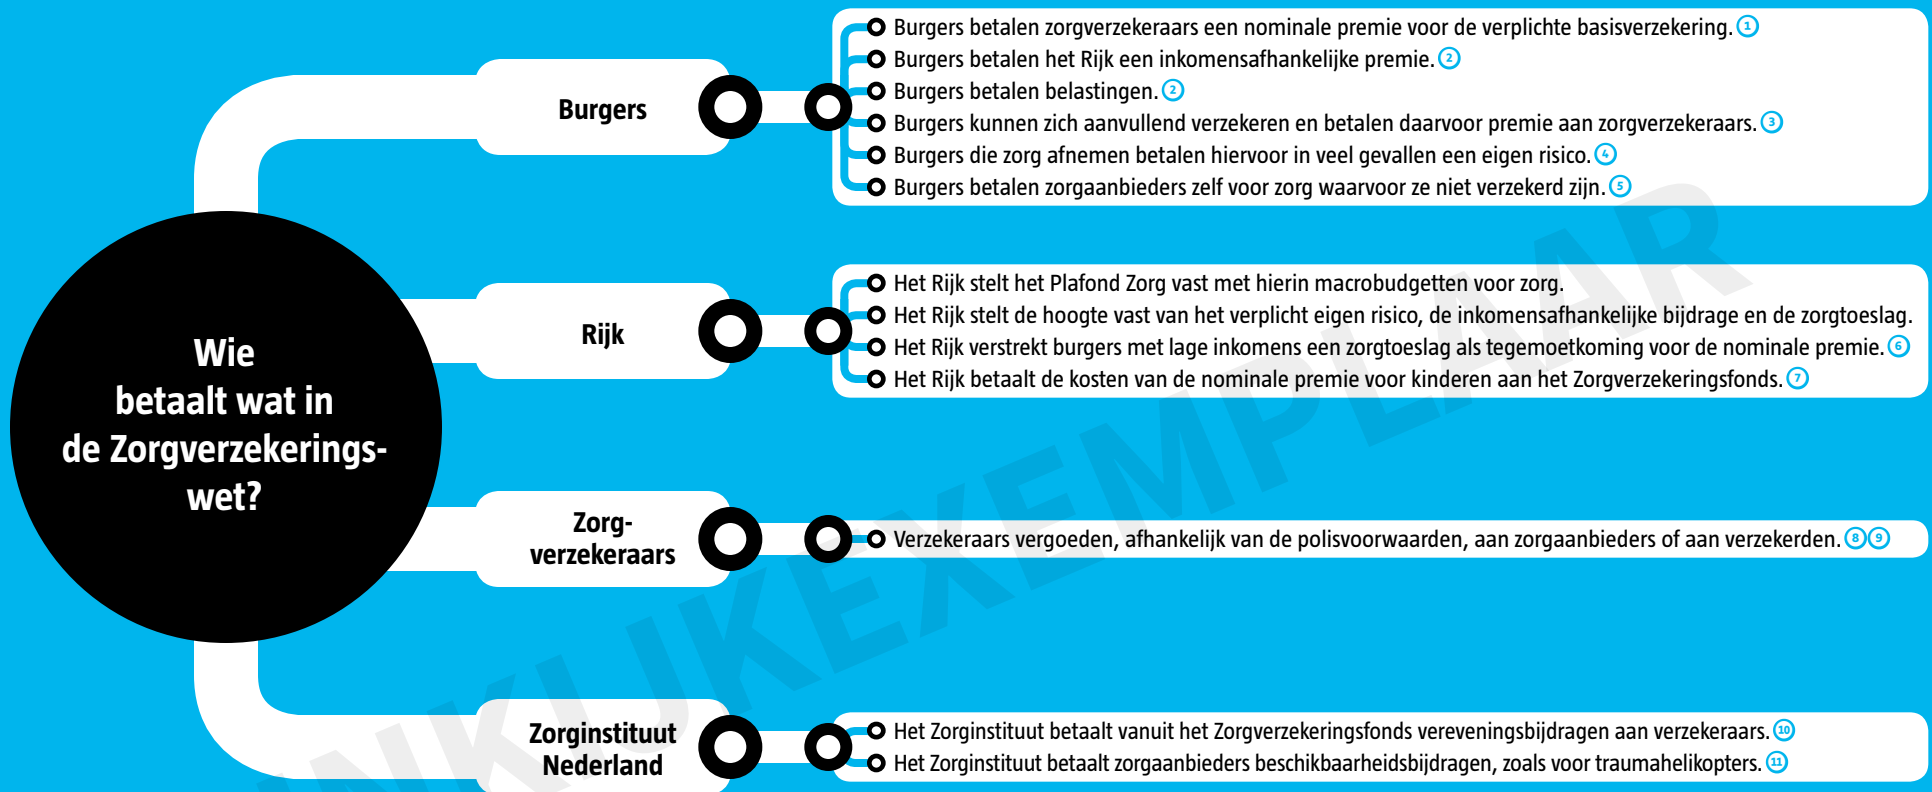 Wie
betaalt wat in
de Zorgverzekerings-
wet?
Burgers
Burgers betalen zorgverzekeraars een nominale premie voor de verplichte basisverzekering. 1
Burgers betalen het Rijk een inkomensafhankelijke premie. 2
Burgers betalen belastingen. 2
Burgers kunnen zich aanvullend verzekeren en betalen daarvoor premie aan zorgverzekeraars. 3
Burgers die zorg afnemen betalen hiervoor in veel gevallen een eigen risico. 4
Burgers betalen zorgaanbieders zelf voor zorg waarvoor ze niet verzekerd zijn. 5
Rijk
Het Rijk stelt het Plafond Zorg vast met hierin macrobudgetten voor zorg.
Het Rijk stelt de hoogte vast van het verplicht eigen risico, de inkomensafhankelijke bijdrage en de zorgtoeslag.
Het Rijk verstrekt burgers met lage inkomens een zorgtoeslag als tegemoetkoming voor de nominale premie. 6
Het Rijk betaalt de kosten van de nominale premie voor kinderen aan het Zorgverzekeringsfonds. 7
Zorg-
verzekeraars
Verzekeraars vergoeden, afhankelijk van de polisvoorwaarden, aan zorgaanbieders of aan verzekerden. 8 9
Zorginstituut
Nederland
Het Zorginstituut betaalt vanuit het Zorgverzekeringsfonds vereveningsbijdragen aan verzekeraars. 10
Het Zorginstituut betaalt zorgaanbieders beschikbaarheidsbijdragen, zoals voor traumahelikopters. 11
INKIJKEXEMPLAAR